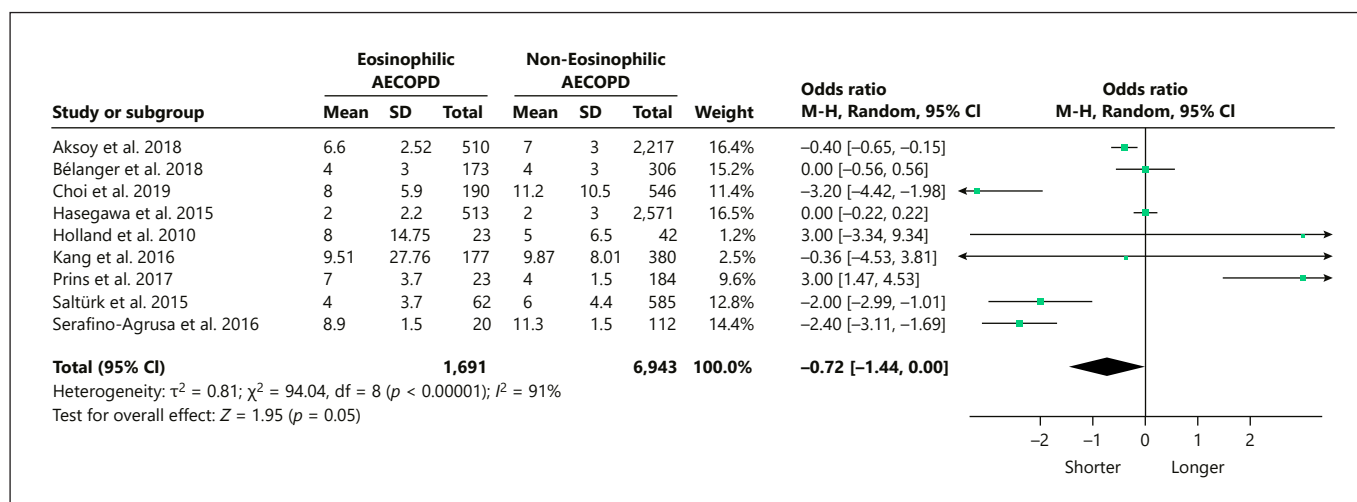 Eosinophilic AECOPD Non-Eosinophilic AECOPD Odds ratio Odds ratio
Study or subgroup Mean SD Total Mean SD Total Weight M-H, Random, 95% Cl M-H, Random, 95% Cl
Aksoy et al. 2018 6.6 2.52 510 7 3 2,217 16.4% –0.40 [–0.65, –0.15]
Bélanger et al. 2018 4 3 173 4 3 306 15.2% 0.00 [–0.56, 0.56]
Choi et al. 2019 8 5.9 190 11.2 10.5 546 11.4% –3.20 [–4.42, –1.98]
Hasegawa et al. 2015 2 2.2 513 2 3 2,571 16.5% 0.00 [–0.22, 0.22]
Holland et al. 2010 8 14.75 23 5 6.5 42 1.2% 3.00 [–3.34, 9.34]
Kang et al. 2016 9.51 27.76 177 9.87 8.01 380 2.5% –0.36 [–4.53, 3.81]
Prins et al. 2017 7 3.7 23 4 1.5 184 9.6% 3.00 [1.47, 4.53]
Saltürk et al. 2015 4 3.7 62 6 4.4 585 12.8% –2.00 [–2.99, –1.01]
Serafino-Agrusa et al. 2016 8.9 1.5 20 11.3 1.5 112 14.4% –2.40 [–3.11, –1.69]
Total (95% Cl) 1,691 6,943 100.0% –0.72 [–1.44, 0.00]
Heterogeneity: τ² = 0.81; χ² = 94.04, df = 8 (p < 0.00001); I² = 91%
Test for overall effect: Z = 1.95 (p = 0.05)
–2 –1 0 1 2
Shorter Longer